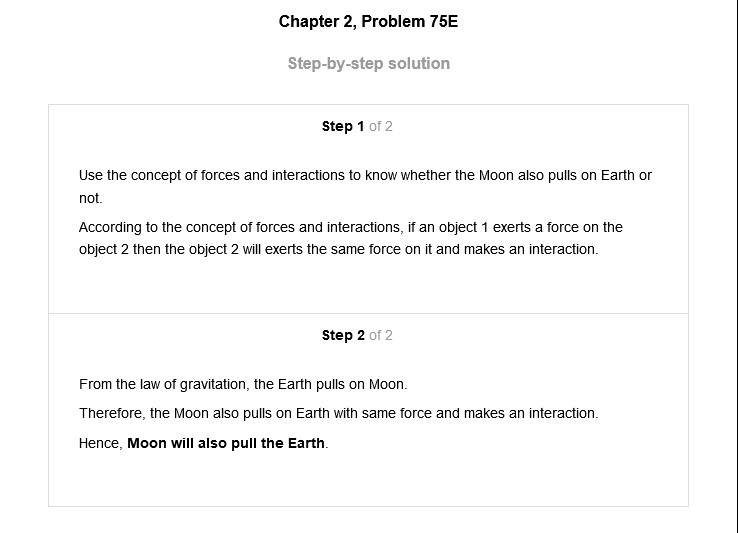 Chapter 2, Problem 75E
Step-by-step solution
Step 1 of 2
Use the concept of forces and interactions to know whether the Moon also pulls on Earth or
not.
According to the concept of forces and interactions, if an object 1 exerts a force on the
object 2 then the object 2 will exerts the same force on it and makes an interaction.
Step 2 of 2
From the law of gravitation, the Earth pulls on Moon.
Therefore, the Moon also pulls on Earth with same force and makes an interaction.
Hence, Moon will also pull the Earth.